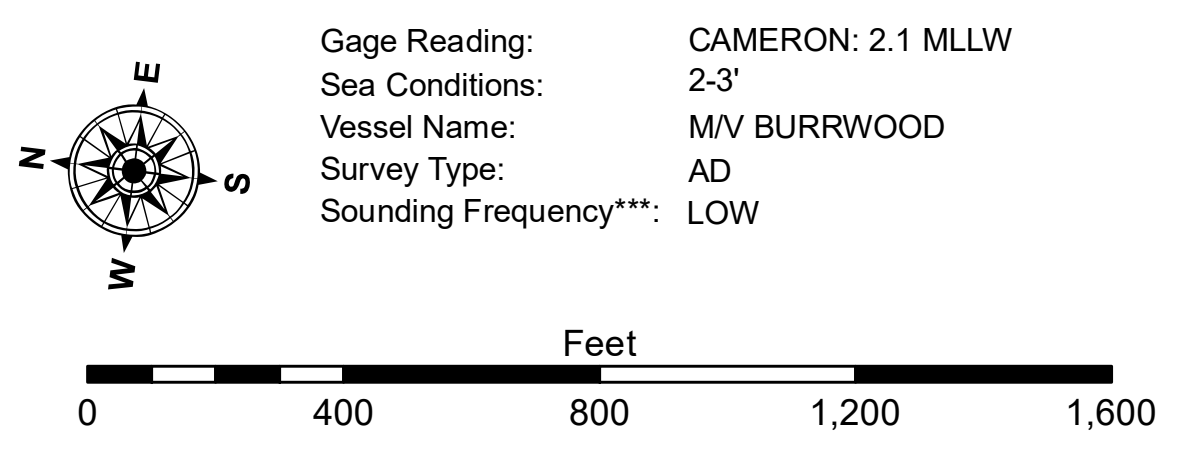 E
N
S
W
Gage Reading: CAMERON: 2.1 MLLW
Sea Conditions: 2-3'
Vessel Name: M/V BURRWOOD
Survey Type: AD
Sounding Frequency***: LOW
Feet
0 400 800 1,200 1,600